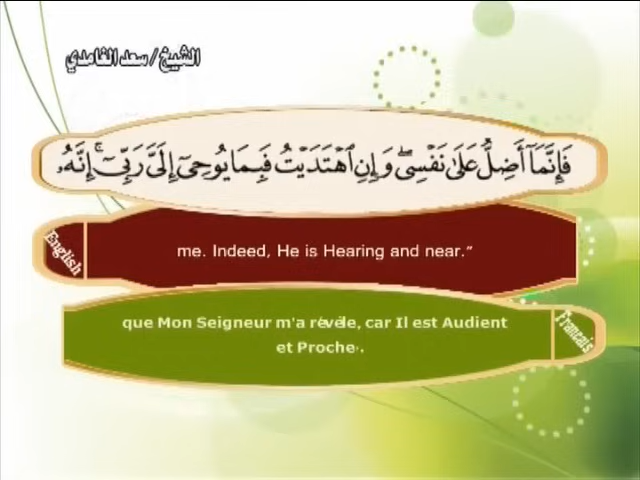 الشيخ / سعد الغامدي
فَإِنَّمَآ أَضِلُّ عَلَىٰ نَفْسِى ۖ وَإِنِ ٱهْتَدَيْتُ فَبِمَا يُوحِىٓ إِلَىَّ رَبِّىٓ ۚ إِنَّهُۥ
English
me. Indeed, He is Hearing and near."
que Mon Seigneur m'a révélé, car Il est Audient
et Proche·.
Francais